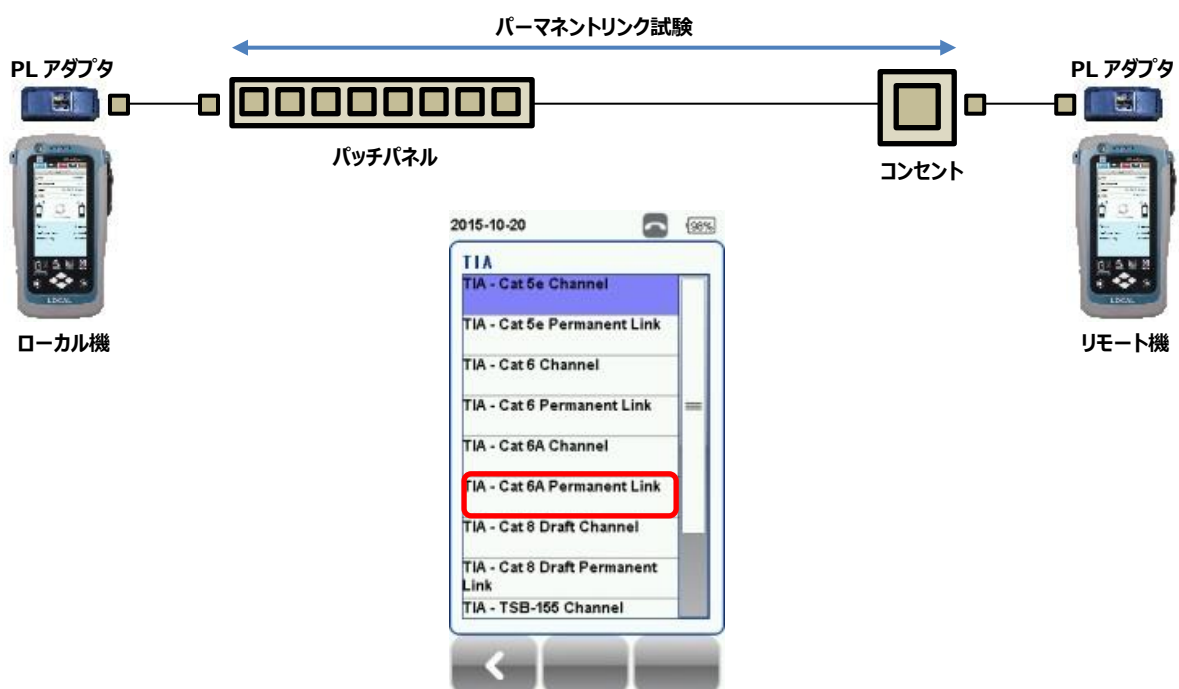 パーマネントリンク試験
PL アダプタ
PL アダプタ
パッチパネル
コンセント
LOCAL
ローカル機
リモート機
2015-10-20
98%
TIA
TIA - Cat 5e Channel
TIA - Cat 5e Permanent Link
TIA - Cat 6 Channel
TIA - Cat 6 Permanent Link
TIA - Cat 6A Channel
TIA - Cat 6A Permanent Link
TIA - Cat 8 Draft Channel
TIA - Cat 8 Draft Permanent
Link
TIA - TSB-155 Channel